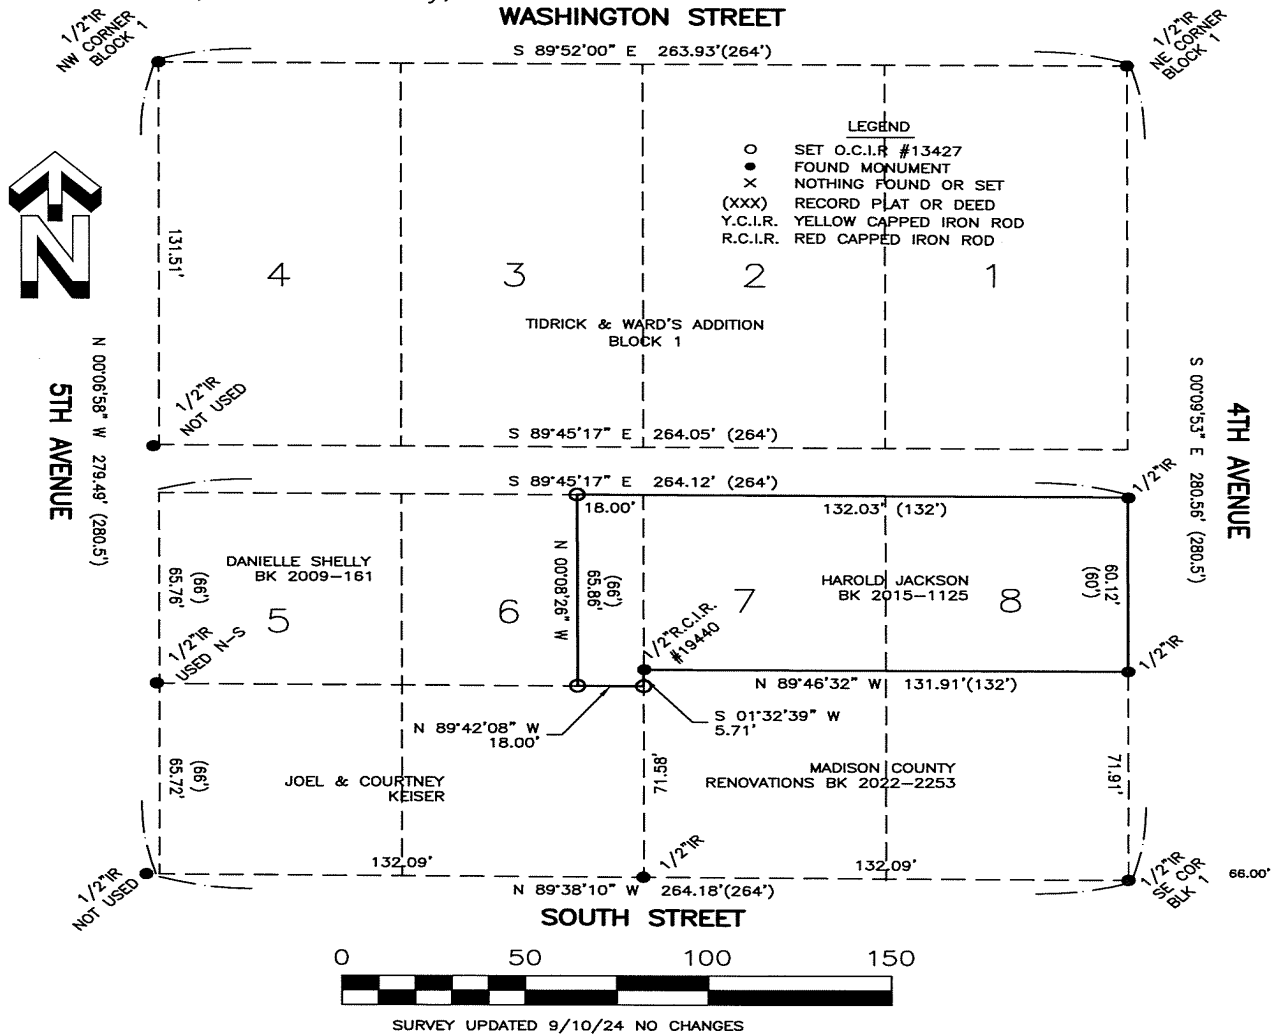 WASHINGTON STREET
1/2"IR
NW CORNER
BLOCK 1
S 89°52'00" E 263.93'(264')
1/2"IR
NE CORNER
BLOCK 1
LEGEND
O SET O.C.I.R #13427
● FOUND MONUMENT
X NOTHING FOUND OR SET
(XXX) RECORD PLAT OR DEED
Y.C.I.R. YELLOW CAPPED IRON ROD
R.C.I.R. RED CAPPED IRON ROD
N
131.51'
4
3
2
1
TIDRICK & WARD'S ADDITION
BLOCK 1
N 00°06'58" W 279.49' (280.5')
5TH AVENUE
1/2"IR
NOT USED
S 00°09'53" E 280.56' (280.5')
4TH AVENUE
S 89°45'17" E 264.05' (264')
S 89°45'17" E 264.12' (264')
1/2"IR
18.00'
132.03' (132')
DANIELLE SHELLY
BK 2009-161
(66')
65.76'
N 00°08'26" W
(66')
65.86'
HAROLD JACKSON
BK 2015-1125
60.12'
(60')
5
6
7
8
1/2"IR
USED N-S
1/2"R.C.I.R.
#19440
1/2"IR
N 89°46'32" W 131.91'(132')
N 89°42'08" W
18.00'
S 01°32'39" W
5.71'
(66')
65.72'
JOEL & COURTNEY
KEISER
71.58'
MADISON COUNTY
RENOVATIONS BK 2022-2253
71.91'
132.09'
1/2"IR
132.09'
1/2"IR
NOT USED
N 89°38'10" W 264.18'(264')
1/2"IR
SE COR
BLK 1
66.00'
SOUTH STREET
0 50 100 150
SURVEY UPDATED 9/10/24 NO CHANGES